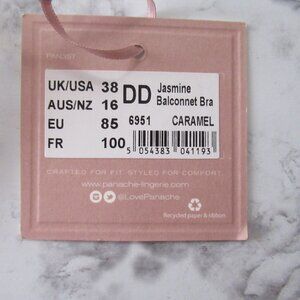 PANLYST
UK/USA 38 DD Jasmine
AUS/NZ 16 Balconnet Bra
EU 85 6951 CARAMEL
FR 100
5 054383 041193
CRAFTED FOR FIT. STYLED FOR COMFORT.
www.panache-lingerie.com
@LovePanache
Recycled paper & ribbon